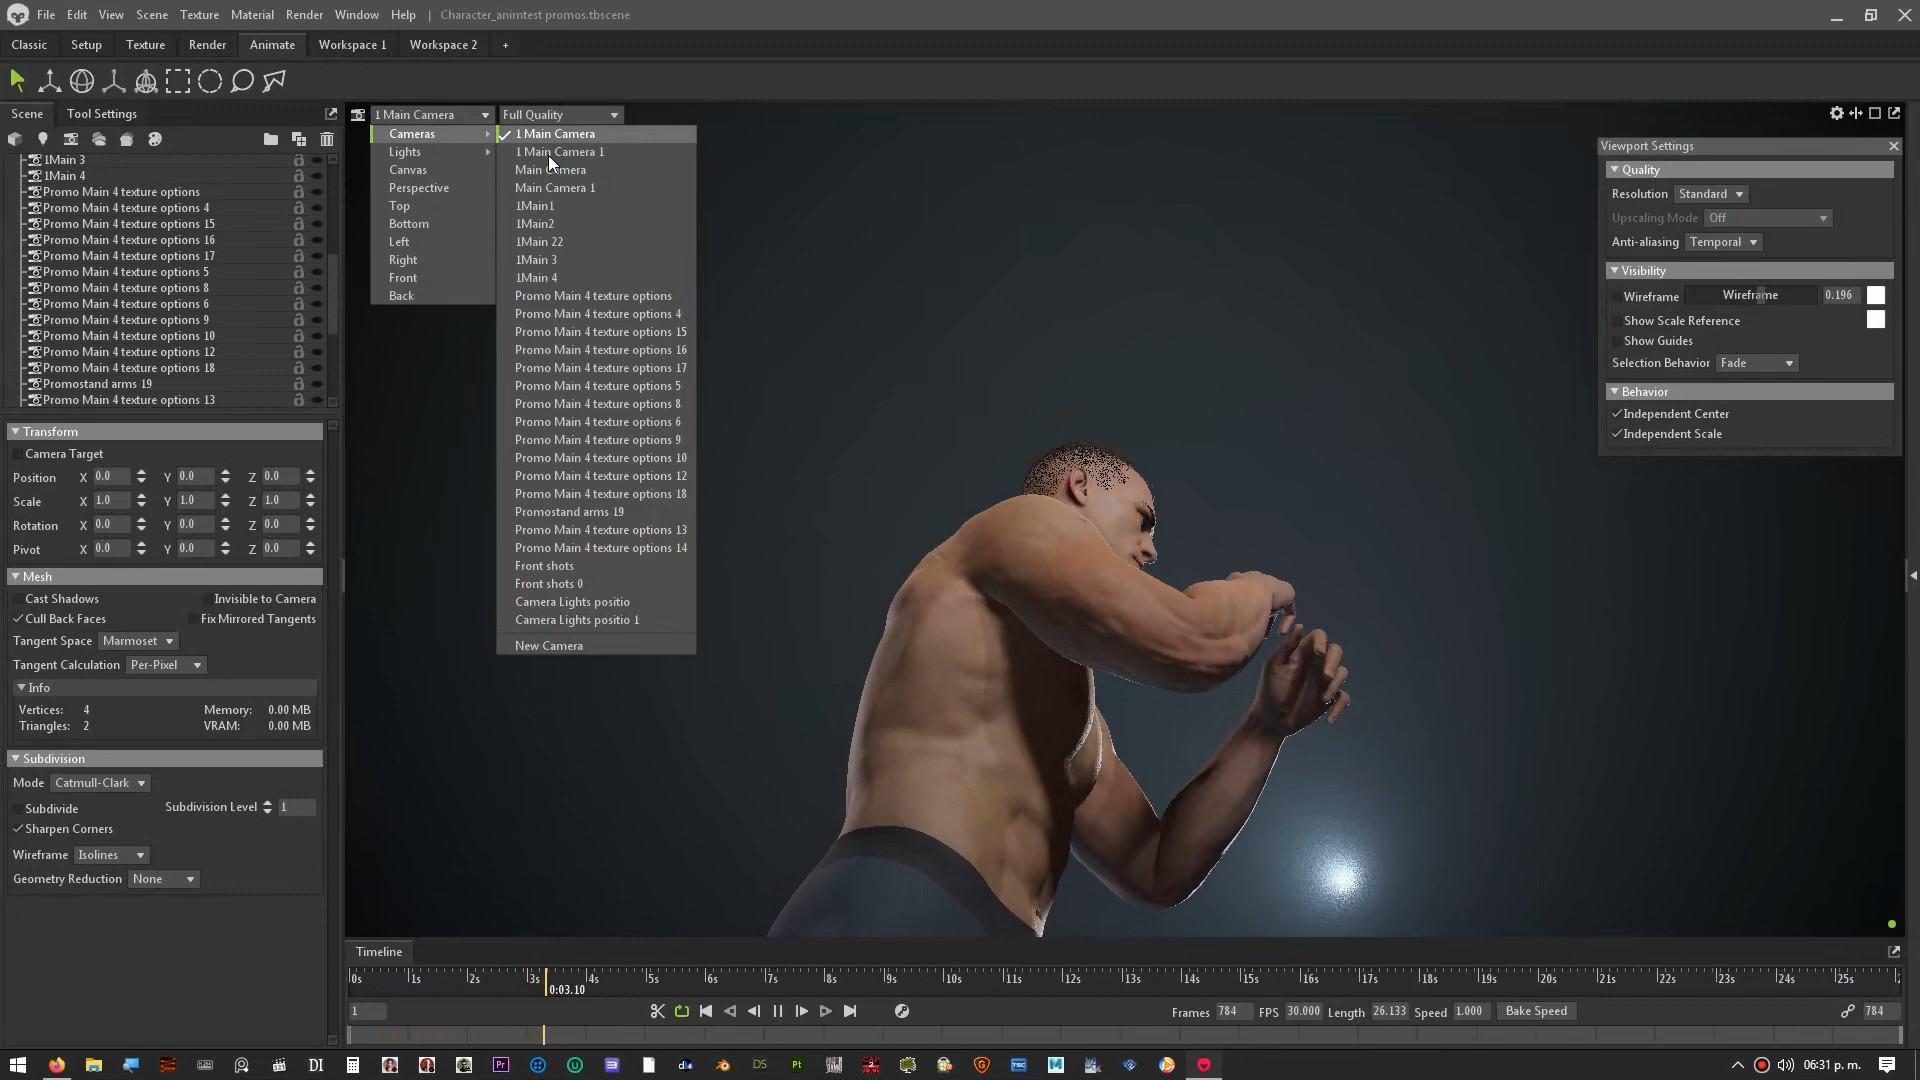 File Edit View Scene Texture Material Render Window Help | Character_animtest promos.tbscene
Classic Setup Texture Render Animate Workspace 1 Workspace 2 +
Scene Tool Settings
1Main 3
1Main 4
Promo Main 4 texture options
Promo Main 4 texture options 4
Promo Main 4 texture options 15
Promo Main 4 texture options 16
Promo Main 4 texture options 17
Promo Main 4 texture options 5
Promo Main 4 texture options 8
Promo Main 4 texture options 6
Promo Main 4 texture options 9
Promo Main 4 texture options 10
Promo Main 4 texture options 12
Promo Main 4 texture options 18
Promostand arms 19
Promo Main 4 texture options 13
Transform
Camera Target
Position X 0.0 Y 0.0 Z 0.0
Scale X 1.0 Y 1.0 Z 1.0
Rotation X 0.0 Y 0.0 Z 0.0
Pivot X 0.0 Y 0.0 Z 0.0
Mesh
Cast Shadows Invisible to Camera
Cull Back Faces Fix Mirrored Tangents
Tangent Space Marmoset
Tangent Calculation Per-Pixel
Info
Vertices: 4 Memory: 0.00 MB
Triangles: 2 VRAM: 0.00 MB
Subdivision
Mode Catmull-Clark
Subdivide Subdivision Level 1
Sharpen Corners
Wireframe Isolines
Geometry Reduction None
1 Main Camera Full Quality
Cameras
Lights
Canvas
Perspective
Top
Bottom
Left
Right
Front
Back
1 Main Camera
1 Main Camera 1
Main Camera
Main Camera 1
1Main1
1Main2
1Main 22
1Main 3
1Main 4
Promo Main 4 texture options
Promo Main 4 texture options 4
Promo Main 4 texture options 15
Promo Main 4 texture options 16
Promo Main 4 texture options 17
Promo Main 4 texture options 5
Promo Main 4 texture options 8
Promo Main 4 texture options 6
Promo Main 4 texture options 9
Promo Main 4 texture options 10
Promo Main 4 texture options 12
Promo Main 4 texture options 18
Promostand arms 19
Promo Main 4 texture options 13
Promo Main 4 texture options 14
Front shots
Front shots 0
Camera Lights positio
Camera Lights positio 1
New Camera
Viewport Settings
Quality
Resolution Standard
Upscaling Mode Off
Anti-aliasing Temporal
Visibility
Wireframe Wireframe 0.196
Show Scale Reference
Show Guides
Selection Behavior Fade
Behavior
Independent Center
Independent Scale
Timeline
0s 1s 2s 3s 4s 5s 6s 7s 8s 9s 10s 11s 12s 13s 14s 15s 16s 17s 18s 19s 20s 21s 22s 23s 24s 25s
0:03.10
1 Frames 784 FPS 30.000 Length 26.133 Speed 1.000 Bake Speed 784
DI Pr DS Pt 06:31 p. m.